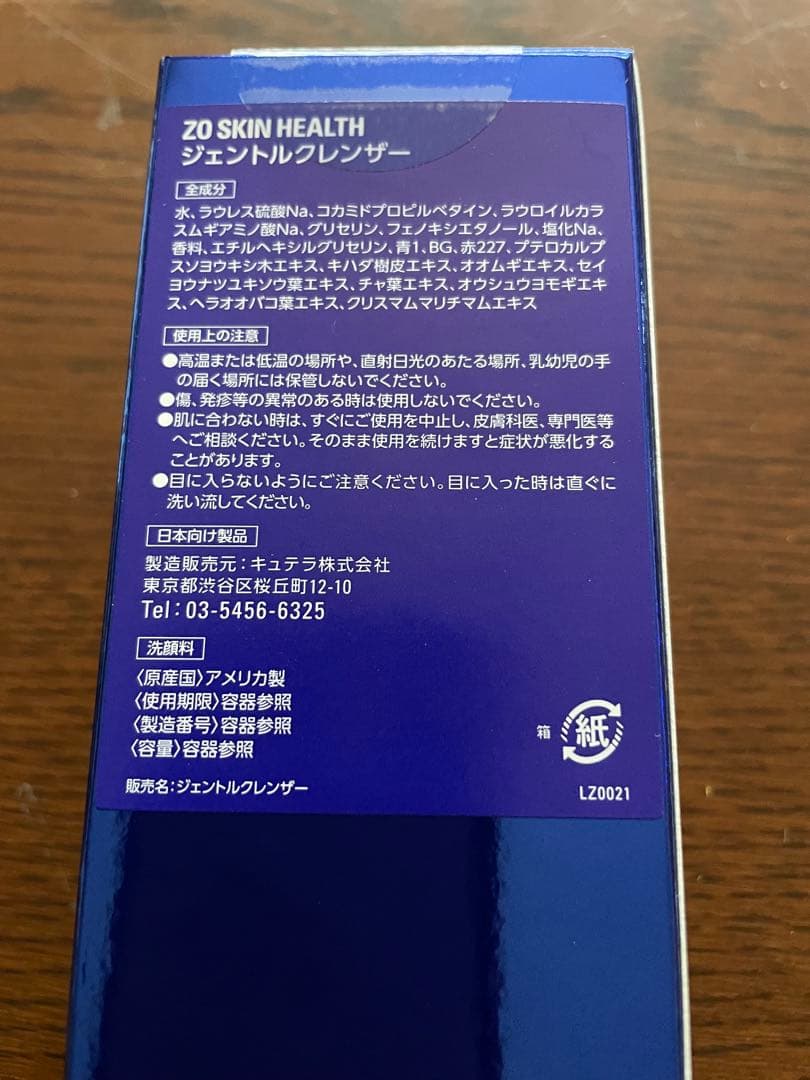 ZO SKIN HEALTH
ジェントルクレンザー
全成分
水、ラウレス硫酸Na、コカミドプロピルベタイン、ラウロイルカラ
スムギアミノ酸Na、グリセリン、フェノキシエタノール、塩化Na、
香料、エチルヘキシルグリセリン、青1、BG、赤227、プテロカルプ
スソヨウキシ木エキス、キハダ樹皮エキス、オオムギエキス、セイ
ヨウナツユキソウ葉エキス、チャ葉エキス、オウシュウヨモギエキ
ス、ヘラオオバコ葉エキス、クリスマムマリチマムエキス
使用上の注意
●高温または低温の場所や、直射日光のあたる場所、乳幼児の手
の届く場所には保管しないでください。
●傷、発疹等の異常のある時は使用しないでください。
●肌に合わない時は、すぐにご使用を中止し、皮膚科医、専門医等
へご相談ください。そのまま使用を続けますと症状が悪化する
ことがあります。
●目に入らないようにご注意ください。目に入った時は直ぐに
洗い流してください。
日本向け製品
製造販売元：キュテラ株式会社
東京都渋谷区桜丘町12-10
Tel：03-5456-6325
洗顔料
〈原産国〉アメリカ製
〈使用期限〉容器参照
〈製造番号〉容器参照
〈容量〉容器参照
箱 紙
販売名：ジェントルクレンザー
LZ0021